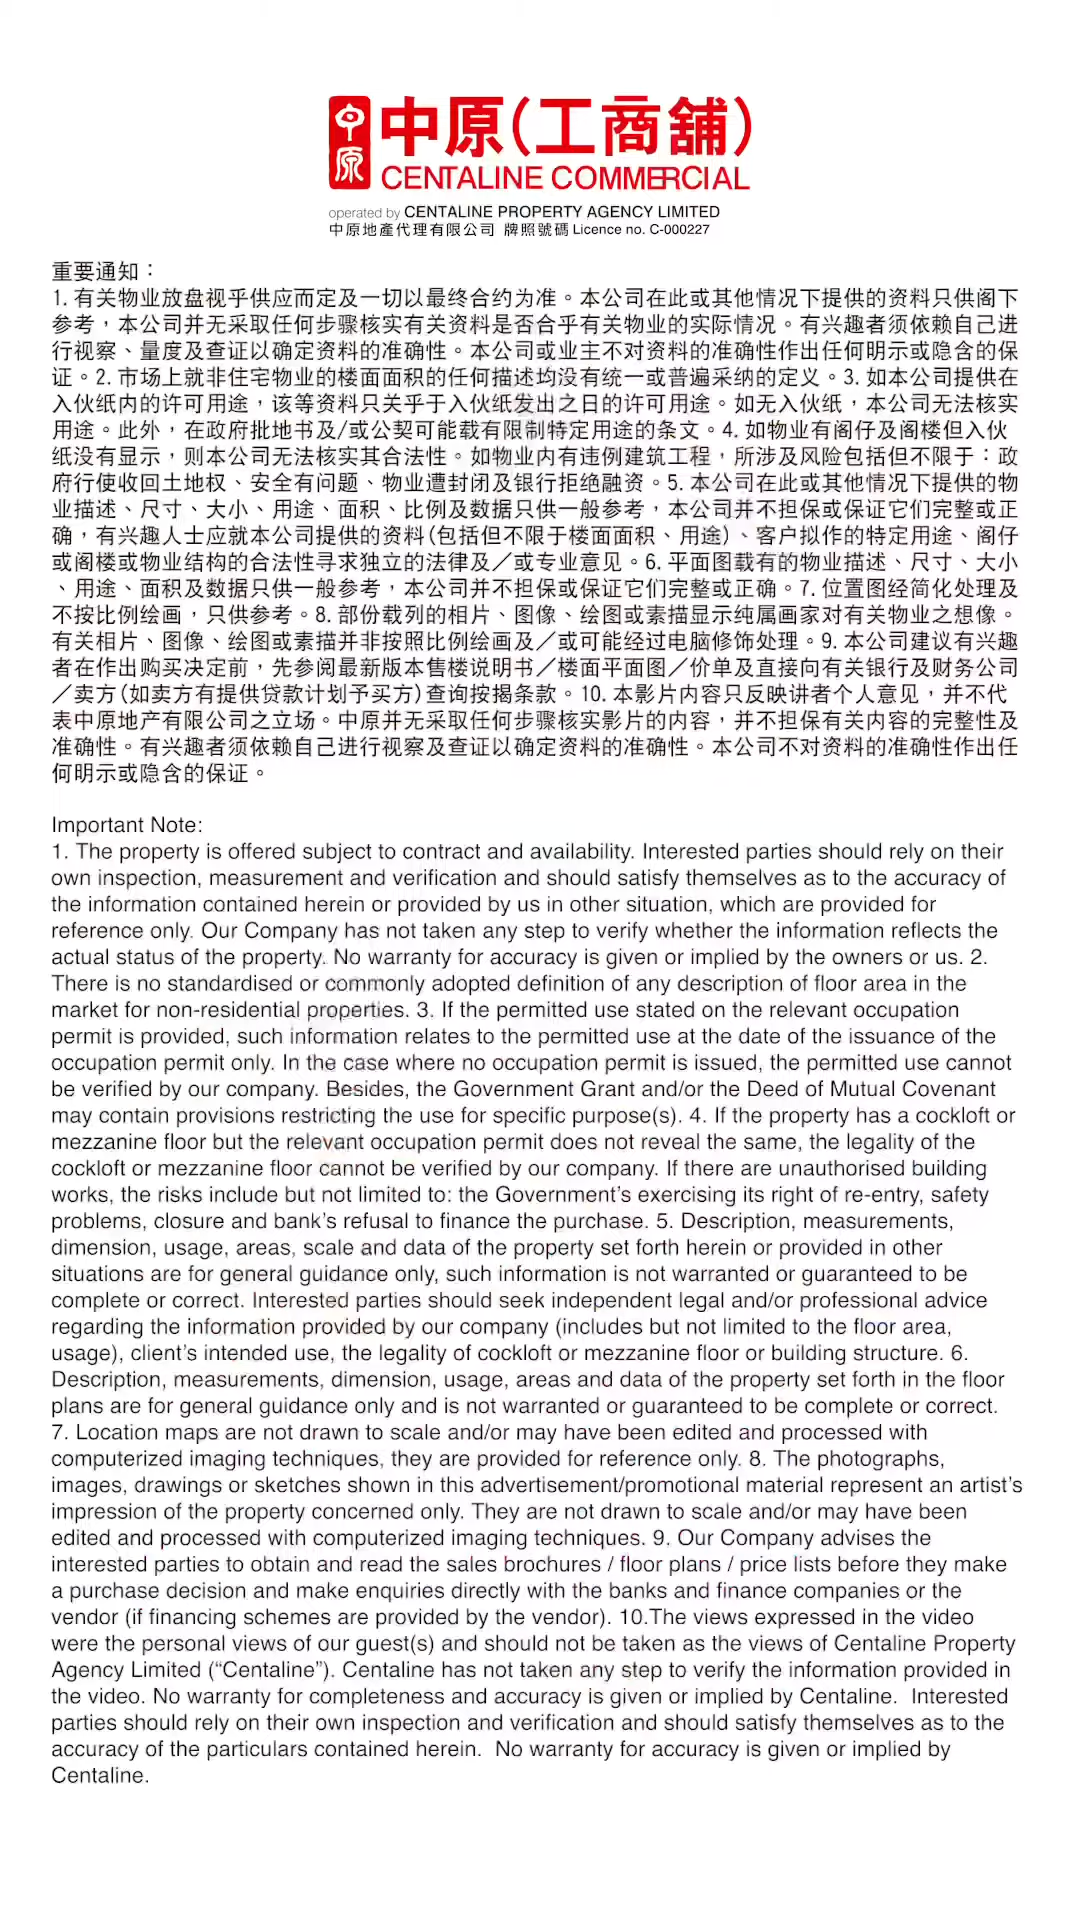 中原
中原(工商舖)
CENTALINE COMMERCIAL
operated by CENTALINE PROPERTY AGENCY LIMITED
中原地產代理有限公司 牌照號碼 Licence no. C-000227
重要通知：
1. 有关物业放盘视乎供应而定及一切以最终合约为准。本公司在此或其他情况下提供的资料只供阁下
参考，本公司并无采取任何步骤核实有关资料是否合乎有关物业的实际情况。有兴趣者须依赖自己进
行视察、量度及查证以确定资料的准确性。本公司或业主不对资料的准确性作出任何明示或隐含的保
证。2. 市场上就非住宅物业的楼面面积的任何描述均没有统一或普遍采纳的定义。3. 如本公司提供在
入伙纸内的许可用途，该等资料只关乎于入伙纸发出之日的许可用途。如无入伙纸，本公司无法核实
用途。此外，在政府批地书及/或公契可能载有限制特定用途的条文。4. 如物业有阁仔及阁楼但入伙
纸没有显示，则本公司无法核实其合法性。如物业内有违例建筑工程，所涉及风险包括但不限于：政
府行使收回土地权、安全有问题、物业遭封闭及银行拒绝融资。5. 本公司在此或其他情况下提供的物
业描述、尺寸、大小、用途、面积、比例及数据只供一般参考，本公司并不担保或保证它们完整或正
确，有兴趣人士应就本公司提供的资料(包括但不限于楼面面积、用途)、客户拟作的特定用途、阁仔
或阁楼或物业结构的合法性寻求独立的法律及／或专业意见。6. 平面图载有的物业描述、尺寸、大小
、用途、面积及数据只供一般参考，本公司并不担保或保证它们完整或正确。7. 位置图经简化处理及
不按比例绘画，只供参考。8. 部份载列的相片、图像、绘图或素描显示纯属画家对有关物业之想像。
有关相片、图像、绘图或素描并非按照比例绘画及／或可能经过电脑修饰处理。9. 本公司建议有兴趣
者在作出购买决定前，先参阅最新版本售楼说明书／楼面平面图／价单及直接向有关银行及财务公司
／卖方(如卖方有提供贷款计划予买方)查询按揭条款。10. 本影片内容只反映讲者个人意见，并不代
表中原地产有限公司之立场。中原并无采取任何步骤核实影片的内容，并不担保有关内容的完整性及
准确性。有兴趣者须依赖自己进行视察及查证以确定资料的准确性。本公司不对资料的准确性作出任
何明示或隐含的保证。
Important Note:
1. The property is offered subject to contract and availability. Interested parties should rely on their
own inspection, measurement and verification and should satisfy themselves as to the accuracy of
the information contained herein or provided by us in other situation, which are provided for
reference only. Our Company has not taken any step to verify whether the information reflects the
actual status of the property. No warranty for accuracy is given or implied by the owners or us. 2.
There is no standardised or commonly adopted definition of any description of floor area in the
market for non-residential properties. 3. If the permitted use stated on the relevant occupation
permit is provided, such information relates to the permitted use at the date of the issuance of the
occupation permit only. In the case where no occupation permit is issued, the permitted use cannot
be verified by our company. Besides, the Government Grant and/or the Deed of Mutual Covenant
may contain provisions restricting the use for specific purpose(s). 4. If the property has a cockloft or
mezzanine floor but the relevant occupation permit does not reveal the same, the legality of the
cockloft or mezzanine floor cannot be verified by our company. If there are unauthorised building
works, the risks include but not limited to: the Government’s exercising its right of re-entry, safety
problems, closure and bank’s refusal to finance the purchase. 5. Description, measurements,
dimension, usage, areas, scale and data of the property set forth herein or provided in other
situations are for general guidance only, such information is not warranted or guaranteed to be
complete or correct. Interested parties should seek independent legal and/or professional advice
regarding the information provided by our company (includes but not limited to the floor area,
usage), client’s intended use, the legality of cockloft or mezzanine floor or building structure. 6.
Description, measurements, dimension, usage, areas and data of the property set forth in the floor
plans are for general guidance only and is not warranted or guaranteed to be complete or correct.
7. Location maps are not drawn to scale and/or may have been edited and processed with
computerized imaging techniques, they are provided for reference only. 8. The photographs,
images, drawings or sketches shown in this advertisement/promotional material represent an artist’s
impression of the property concerned only. They are not drawn to scale and/or may have been
edited and processed with computerized imaging techniques. 9. Our Company advises the
interested parties to obtain and read the sales brochures / floor plans / price lists before they make
a purchase decision and make enquiries directly with the banks and finance companies or the
vendor (if financing schemes are provided by the vendor). 10.The views expressed in the video
were the personal views of our guest(s) and should not be taken as the views of Centaline Property
Agency Limited (“Centaline”). Centaline has not taken any step to verify the information provided in
the video. No warranty for completeness and accuracy is given or implied by Centaline.  Interested
parties should rely on their own inspection and verification and should satisfy themselves as to the
accuracy of the particulars contained herein.  No warranty for accuracy is given or implied by
Centaline.